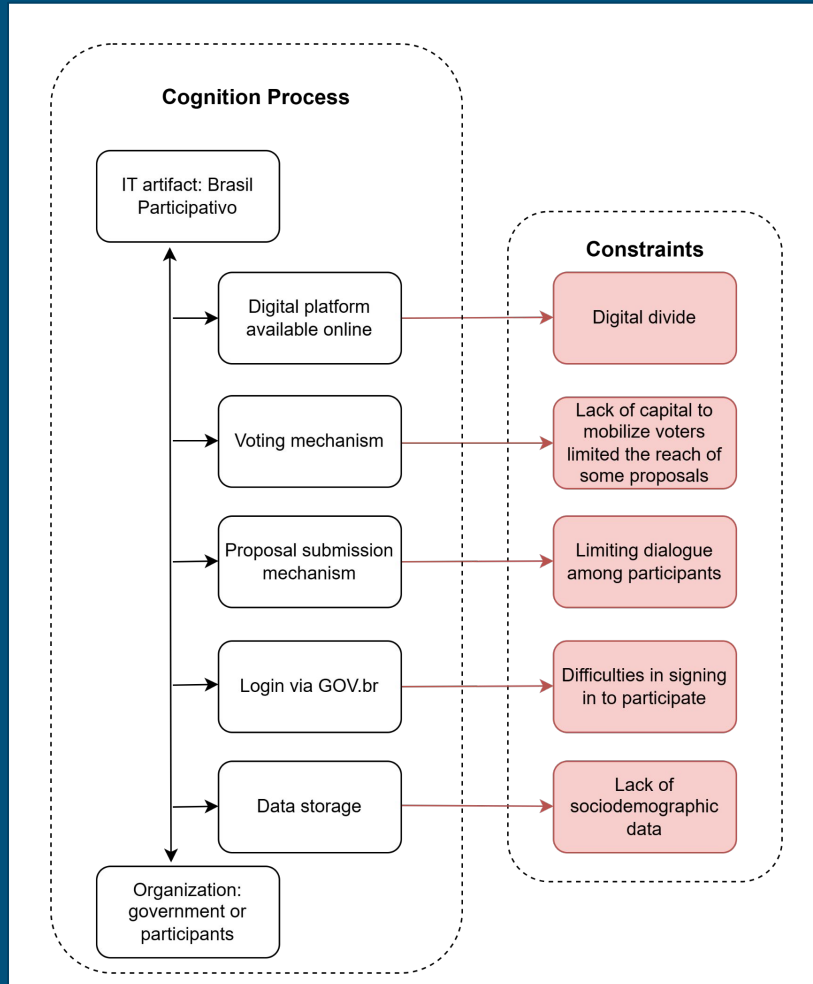 Cognition Process
IT artifact: Brasil
Participativo
Constraints
Digital platform
available online
Digital divide
Voting mechanism
Lack of capital to
mobilize voters
limited the reach of
some proposals
Proposal submission
mechanism
Limiting dialogue
among participants
Login via GOV.br
Difficulties in signing
in to participate
Data storage
Lack of
sociodemographic
data
Organization:
government or
participants